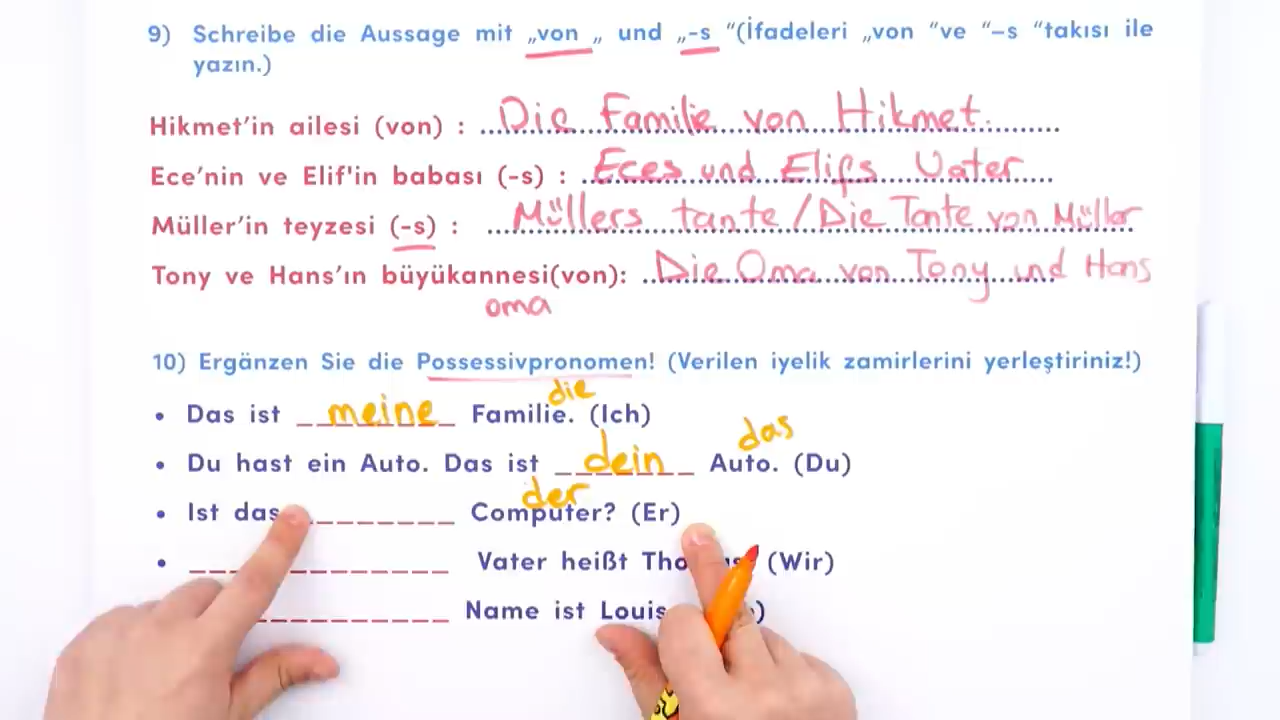 9) Schreibe die Aussage mit „von „ und „-s “(İfadeleri „von “ve “–s “takısı ile
yazın.)
Hikmet’in ailesi (von) : Die Familie von Hikmet.
Ece’nin ve Elif'in babası (-s) : Eces und Elifs Vater
Müller’in teyzesi (-s) : Müllers tante / Die Tante von Müller
Tony ve Hans’ın büyükannesi(von): Die Oma von Tony und Hans
oma
10) Ergänzen Sie die Possessivpronomen! (Verilen iyelik zamirlerini yerleştiriniz!)
die
• Das ist meine Familie. (Ich)
das
• Du hast ein Auto. Das ist dein Auto. (Du)
der
• Ist das ________ Computer? (Er)
• ____________ Vater heißt (Wir)
__________ Name ist Louis